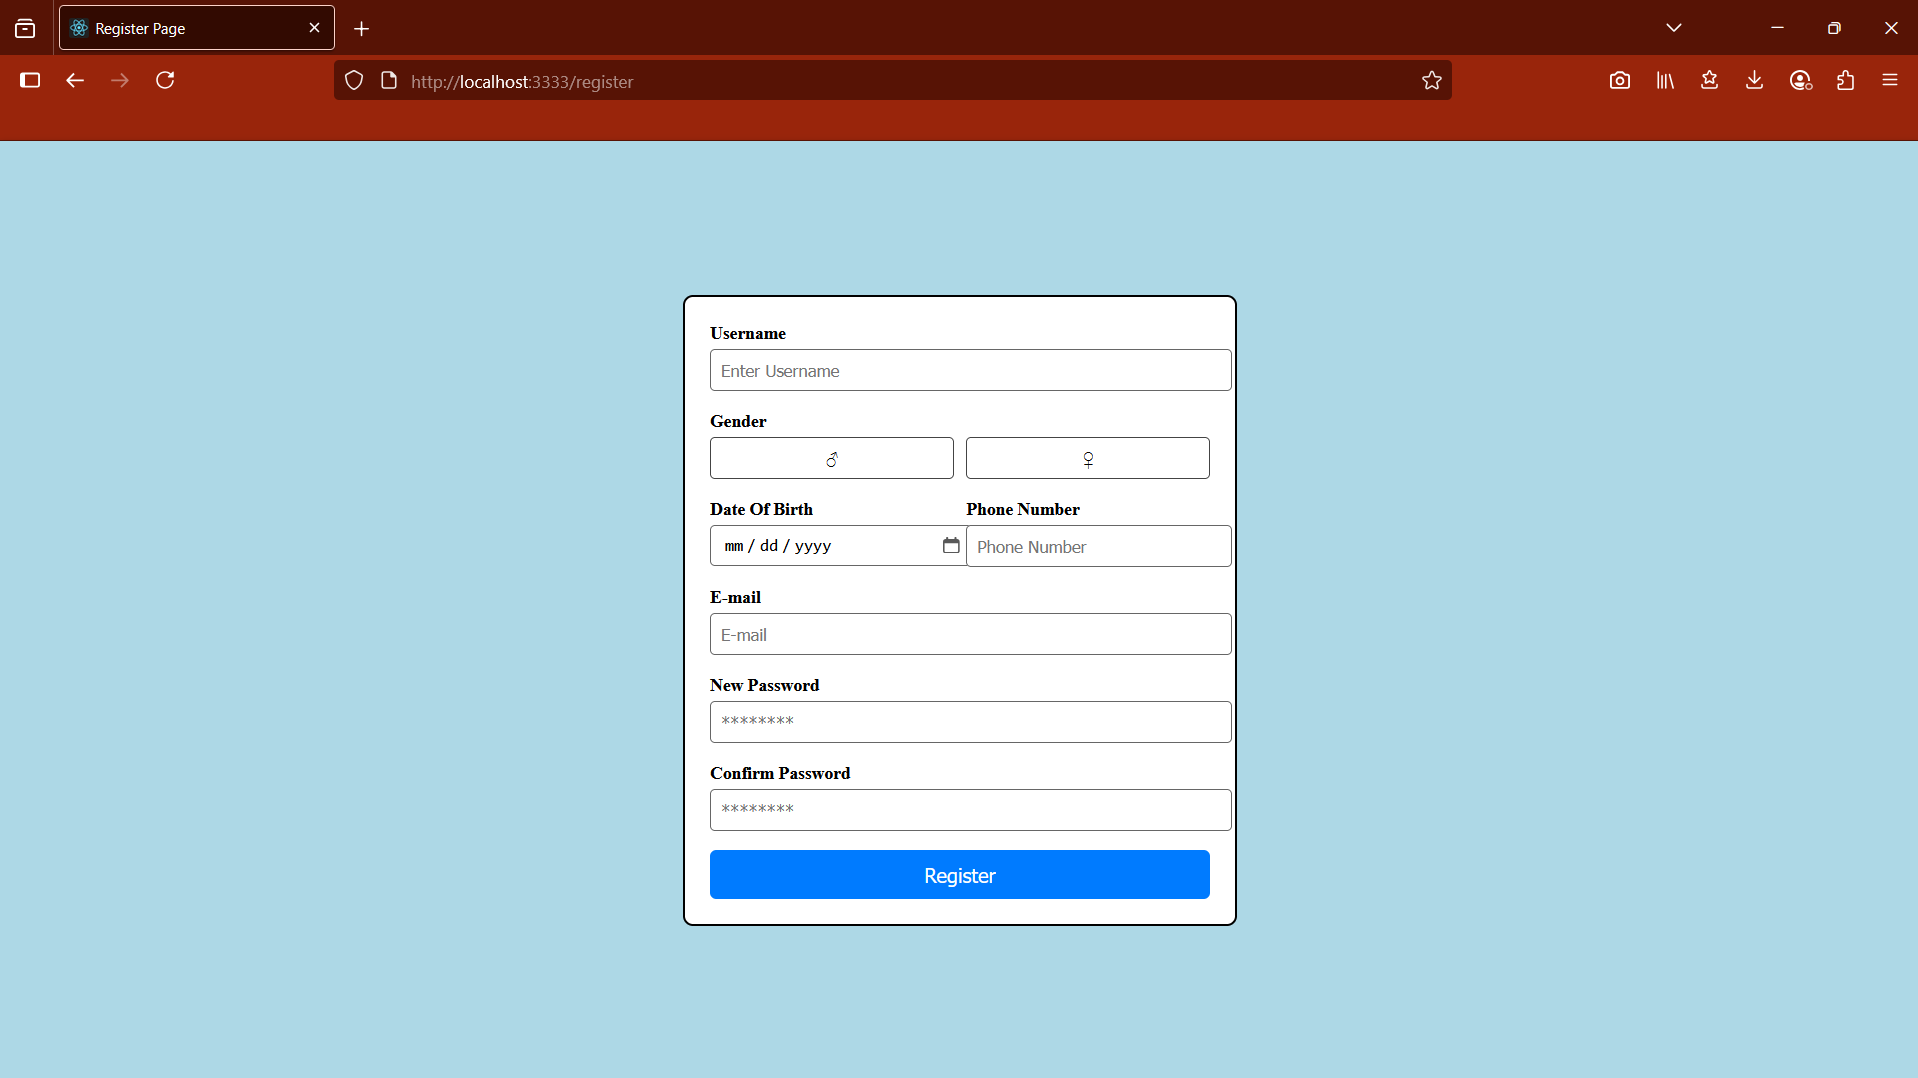 Register Page
http://localhost:3333/register
Username
Enter Username
Gender
♂ ♀
Date Of Birth Phone Number
mm / dd / yyyy Phone Number
E-mail
E-mail
New Password
********
Confirm Password
********
Register